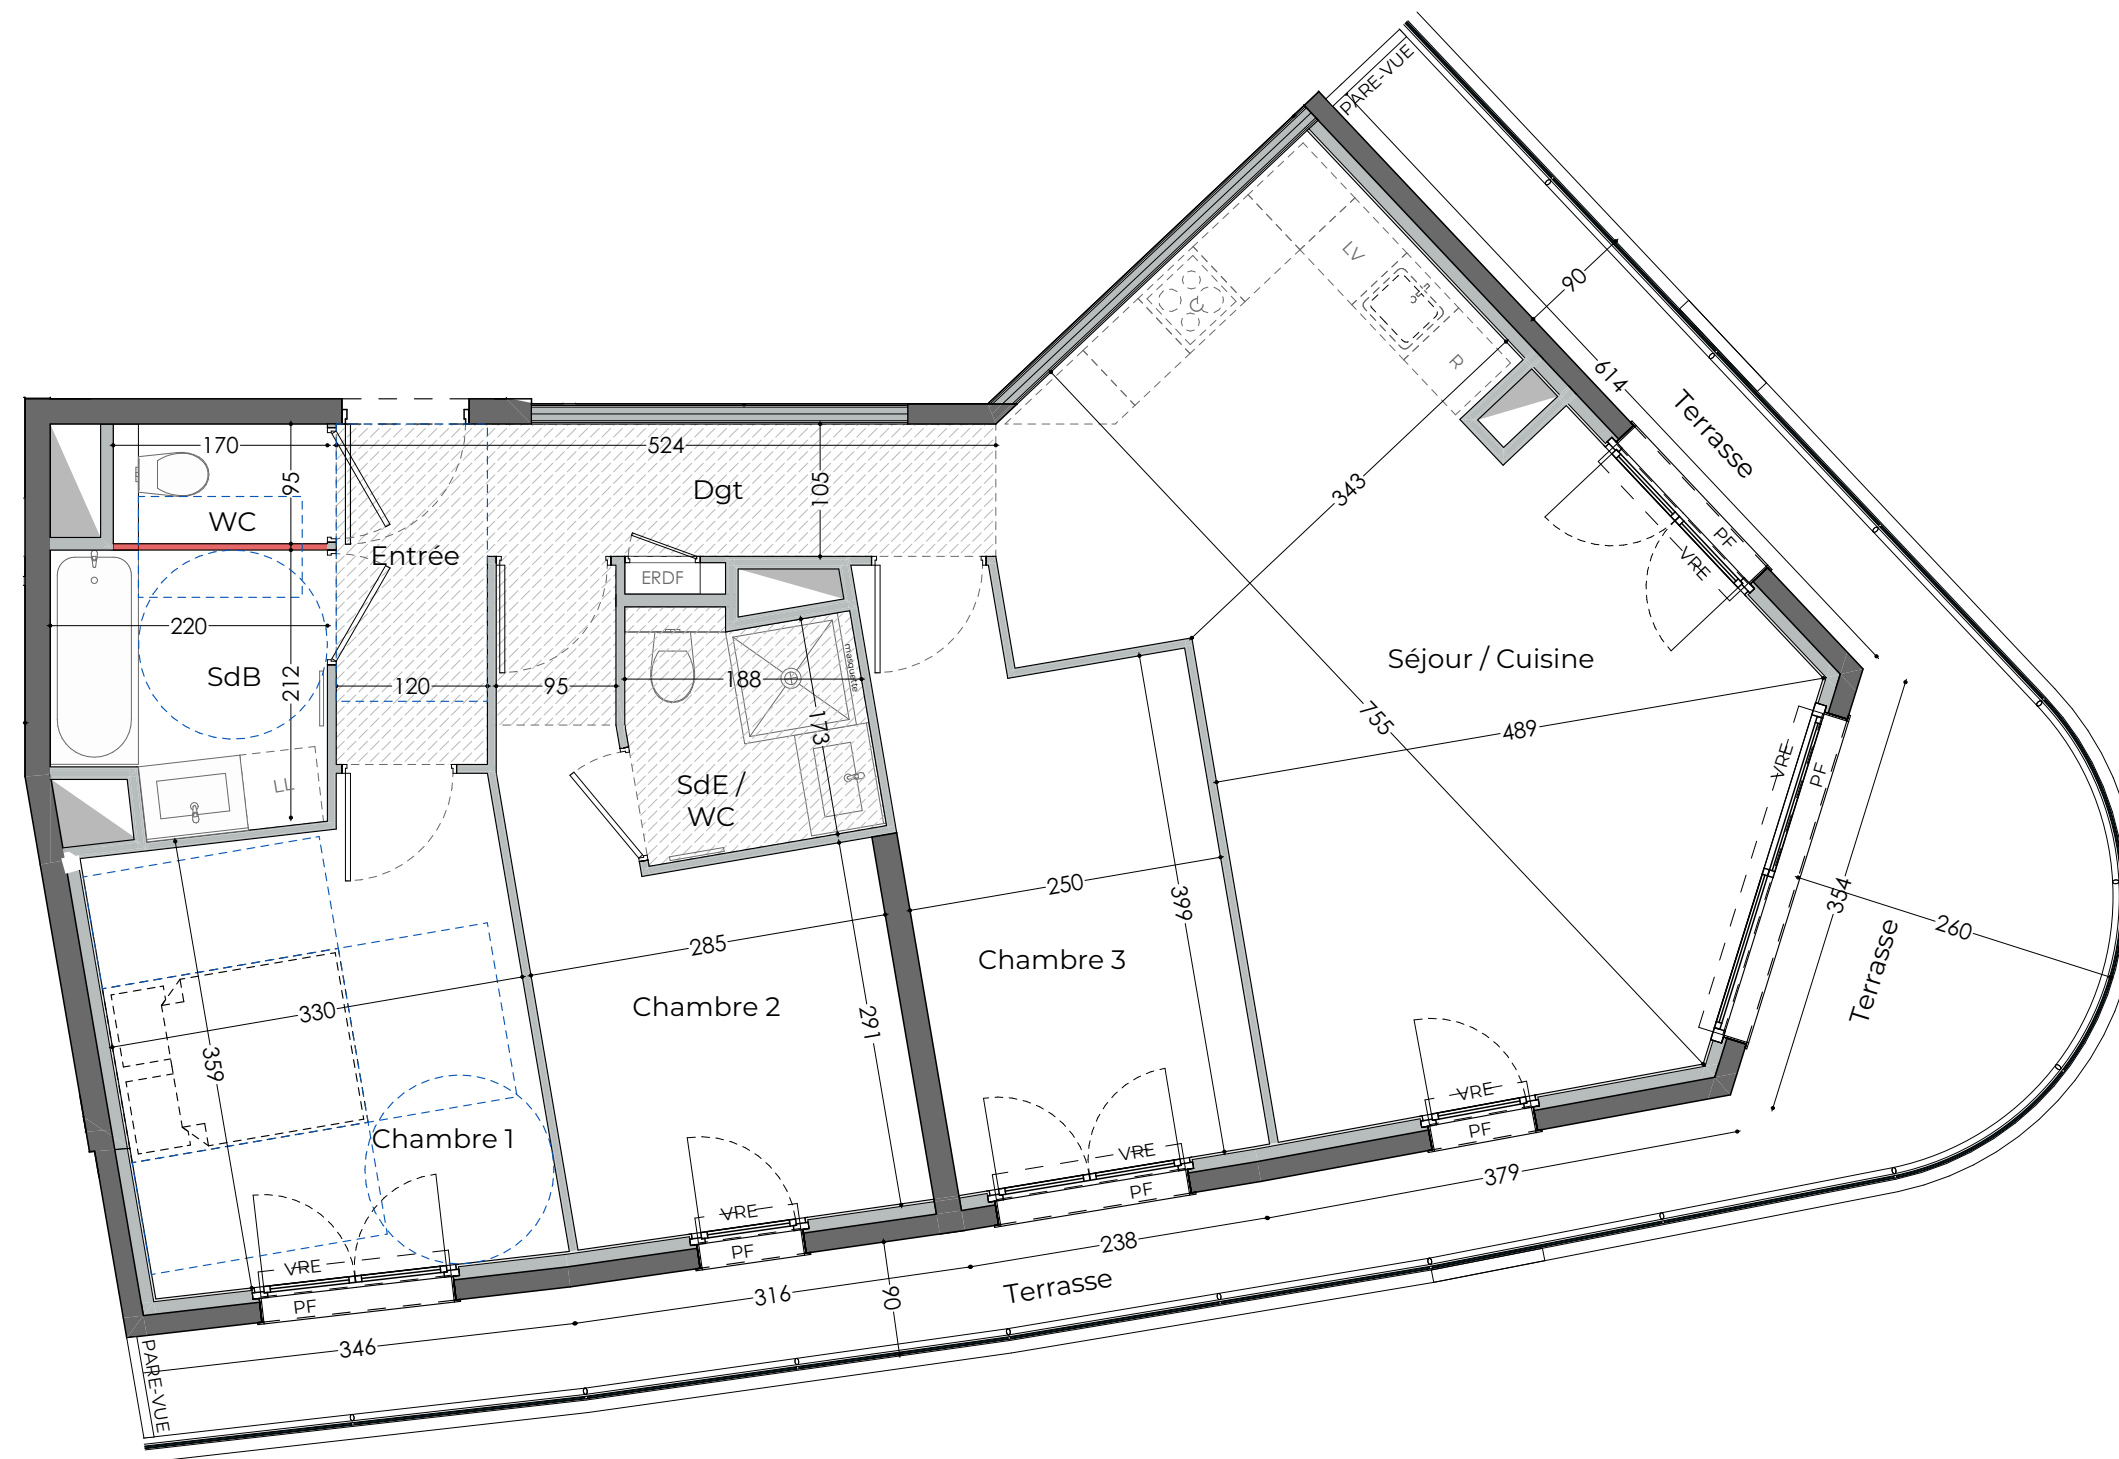 PARE-VUE
90
614
Terrasse
LV
C
R
343
170
524
95
WC
Dgt
105
Entrée
ERDF
PF
VRE
220
SdB
212
120
95
188
masquette
173
Séjour / Cuisine
755
489
VRE
PF
LL
SdE /
WC
354
260
Terrasse
250
399
285
Chambre 3
330
Chambre 2
291
359
Chambre 1
VRE
PF
VRE
PF
VRE
PF
VRE
PF
379
238
Terrasse
316
90
346
PARE-VUE